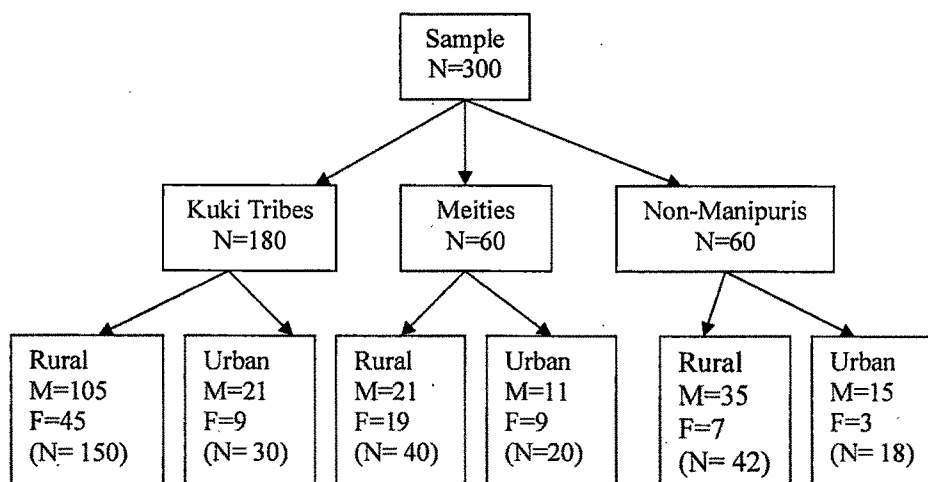 Sample
N=300
Kuki Tribes
N=180
Meities
N=60
Non-Manipuris
N=60
Rural
M=105
F=45
(N= 150)
Urban
M=21
F=9
(N= 30)
Rural
M=21
F=19
(N= 40)
Urban
M=11
F=9
(N=20)
Rural
M=35
F=7
(N= 42)
Urban
M=15
F=3
(N= 18)